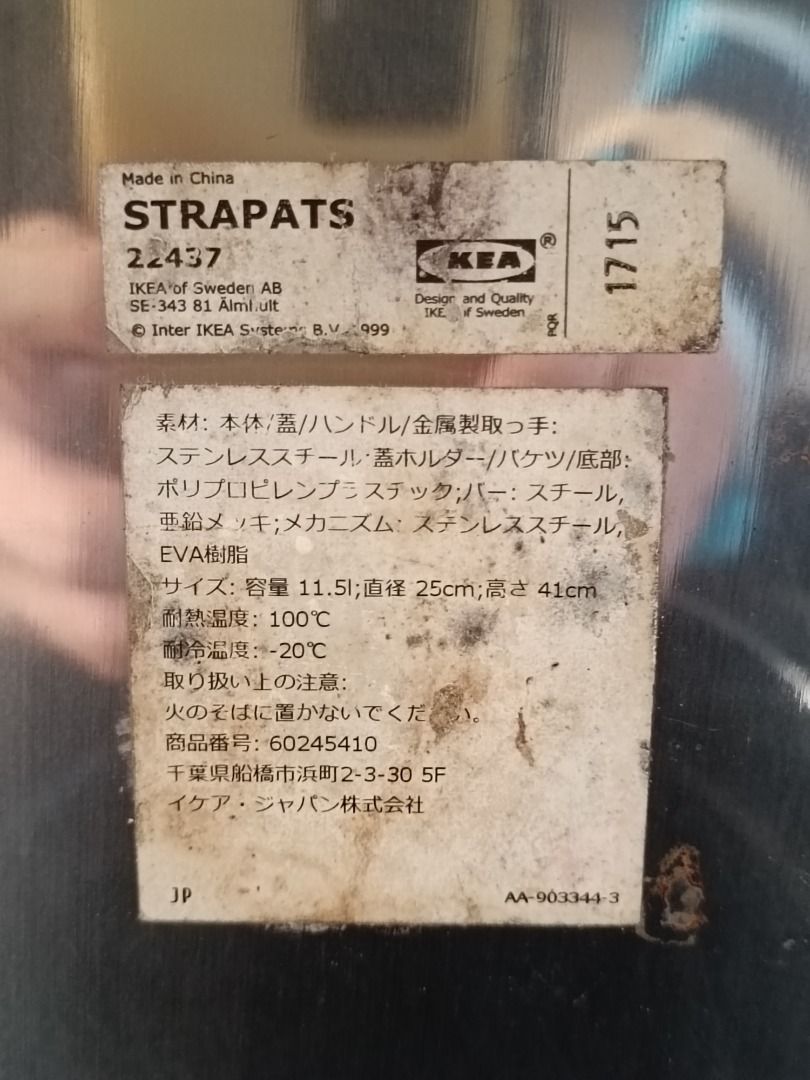 Made in China
STRAPATS
22437
IKEA of Sweden AB
SE-343 81 Älmhult
© Inter IKEA Systems B.V. 1999
IKEA®
Design and Quality
IKEA of Sweden
PQR
1715
素材: 本体/蓋/ハンドル/金属製取っ手:
ステンレススチール;蓋ホルダー/バケツ/底部:
ポリプロピレンプラスチック;バー: スチール,
亜鉛メッキ;メカニズム: ステンレススチール,
EVA樹脂
サイズ: 容量 11.5l;直径 25cm;高さ 41cm
耐熱温度: 100℃
耐冷温度: -20℃
取り扱い上の注意:
火のそばに置かないでください。
商品番号: 60245410
千葉県船橋市浜町2-3-30 5F
イケア・ジャパン株式会社
JP
AA-903344-3